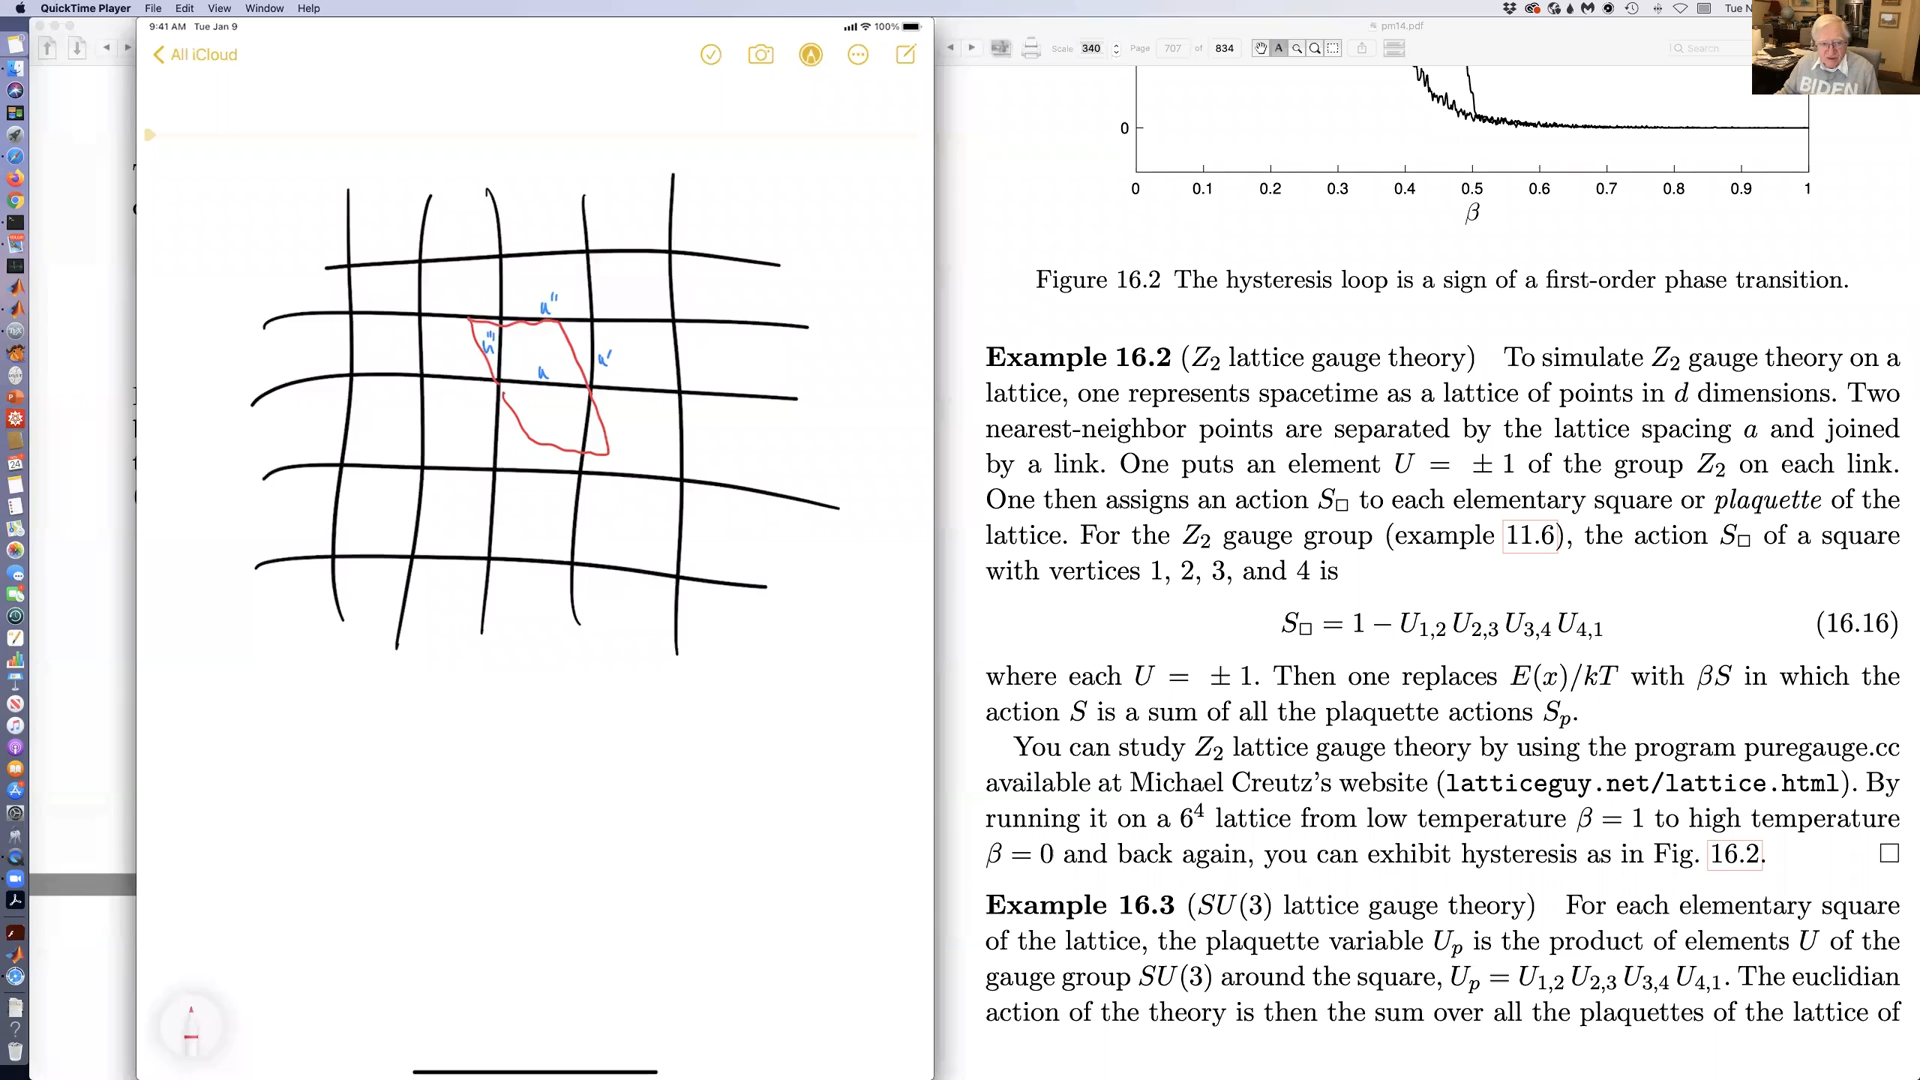 QuickTime Player File Edit View Window Help
Tue N
9:41 AM Tue Jan 9
100%
All iCloud
a''
a'
a
pm14.pdf
Scale 340 Page 707 of 834
Search
BIDEN
0
0 0.1 0.2 0.3 0.4 0.5 0.6 0.7 0.8 0.9 1
β
Figure 16.2 The hysteresis loop is a sign of a first-order phase transition.
Example 16.2 (Z₂ lattice gauge theory) To simulate Z₂ gauge theory on a
lattice, one represents spacetime as a lattice of points in d dimensions. Two
nearest-neighbor points are separated by the lattice spacing a and joined
by a link. One puts an element U = ± 1 of the group Z₂ on each link.
One then assigns an action S□ to each elementary square or plaquette of the
lattice. For the Z₂ gauge group (example 11.6), the action S□ of a square
with vertices 1, 2, 3, and 4 is
S□ = 1 − U₁,₂ U₂,₃ U₃,₄ U₄,₁ (16.16)
where each U = ± 1. Then one replaces E(x)/kT with βS in which the
action S is a sum of all the plaquette actions Sₚ.
You can study Z₂ lattice gauge theory by using the program puregauge.cc
available at Michael Creutz's website (latticeguy.net/lattice.html). By
running it on a 6⁴ lattice from low temperature β = 1 to high temperature
β = 0 and back again, you can exhibit hysteresis as in Fig. 16.2. □
Example 16.3 (SU(3) lattice gauge theory) For each elementary square
of the lattice, the plaquette variable Uₚ is the product of elements U of the
gauge group SU(3) around the square, Uₚ = U₁,₂ U₂,₃ U₃,₄ U₄,₁. The euclidian
action of the theory is then the sum over all the plaquettes of the lattice of